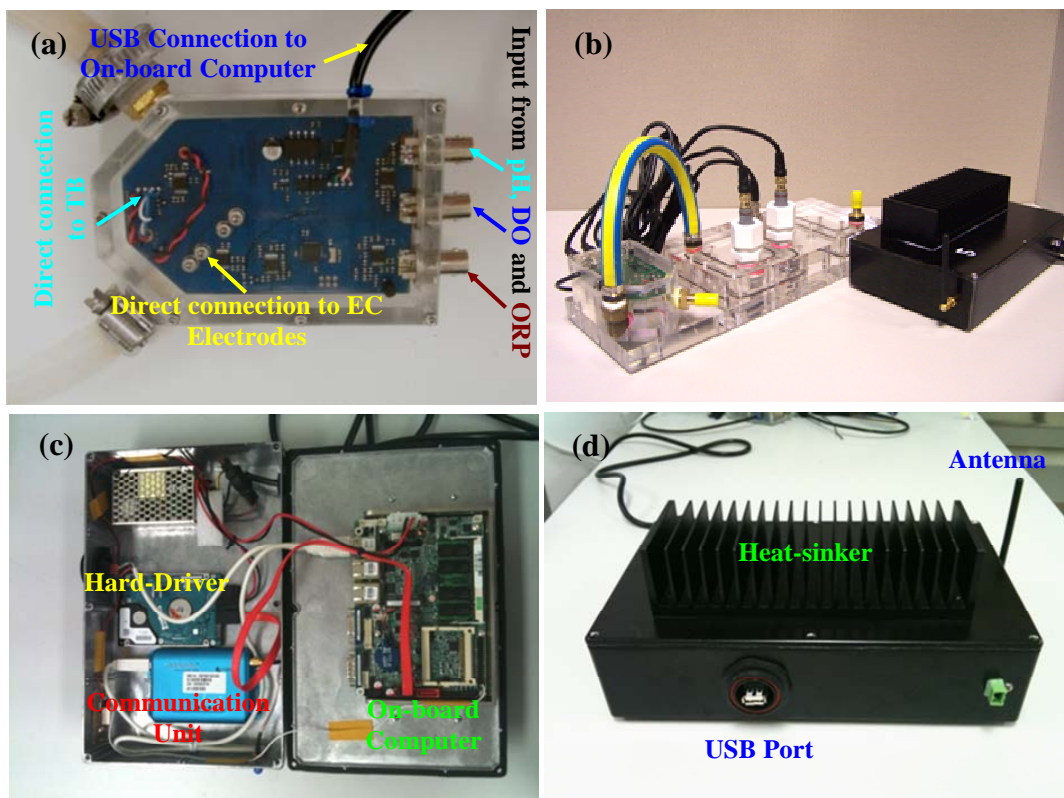 (a)
USB Connection to
On-board Computer
Input from pH, DO and ORP
Direct connection
to TB
Direct connection to EC
Electrodes
(b)
(c)
Hard-Driver
Communication
Unit
On-board
Computer
(d)
Antenna
Heat-sinker
USB Port